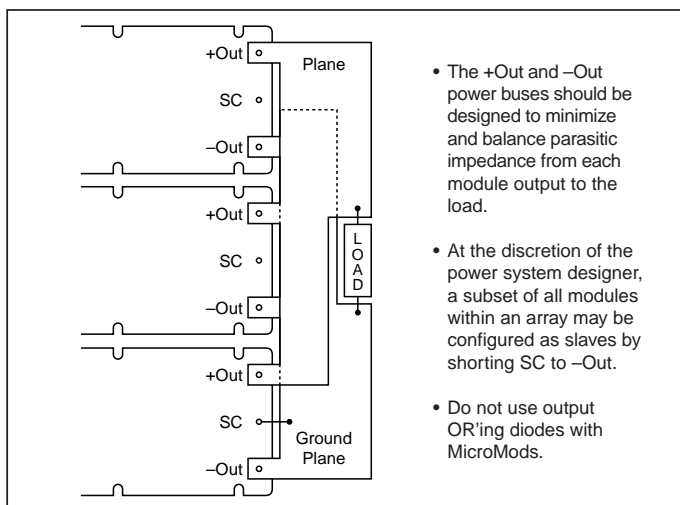 +Out
Plane
SC
–Out
+Out
SC
–Out
+Out
SC
Ground
Plane
–Out
LOAD
• The +Out and –Out
power buses should be
designed to minimize
and balance parasitic
impedance from each
module output to the
load.
• At the discretion of the
power system designer,
a subset of all modules
within an array may be
configured as slaves by
shorting SC to –Out.
• Do not use output
OR'ing diodes with
MicroMods.